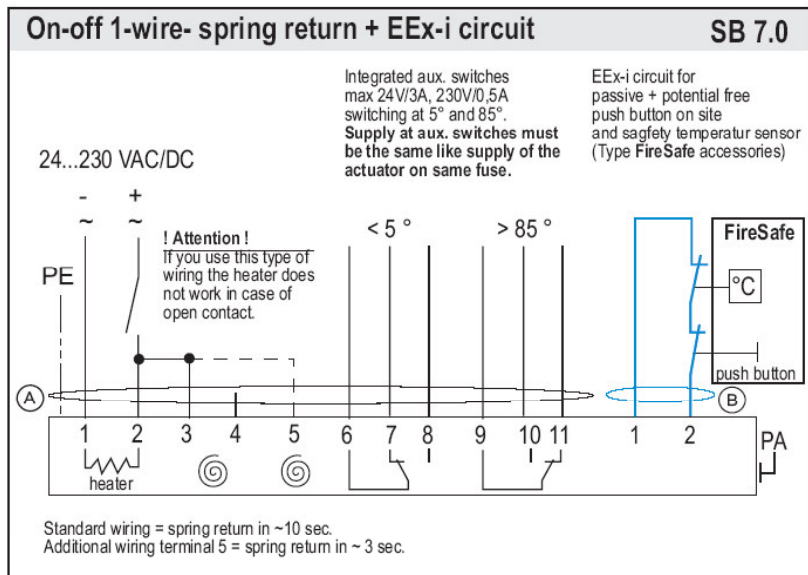 On-off 1-wire- spring return + EEx-i circuit
SB 7.0
Integrated aux. switches
max 24V/3A, 230V/0,5A
switching at 5° and 85°.
Supply at aux. switches must
be the same like supply of the
actuator on same fuse.
EEx-i circuit for
passive + potential free
push button on site
and sagfety temperatur sensor
(Type FireSafe accessories)
24...230 VAC/DC
- +
~ ~
! Attention !
If you use this type of
wiring the heater does
not work in case of
open contact.
PE
< 5 °
> 85 °
FireSafe
°C
push button
A
B
1 2 3 4 5 6 7 8 9 10 11
1 2
PA
heater
Standard wiring = spring return in ~10 sec.
Additional wiring terminal 5 = spring return in ~ 3 sec.